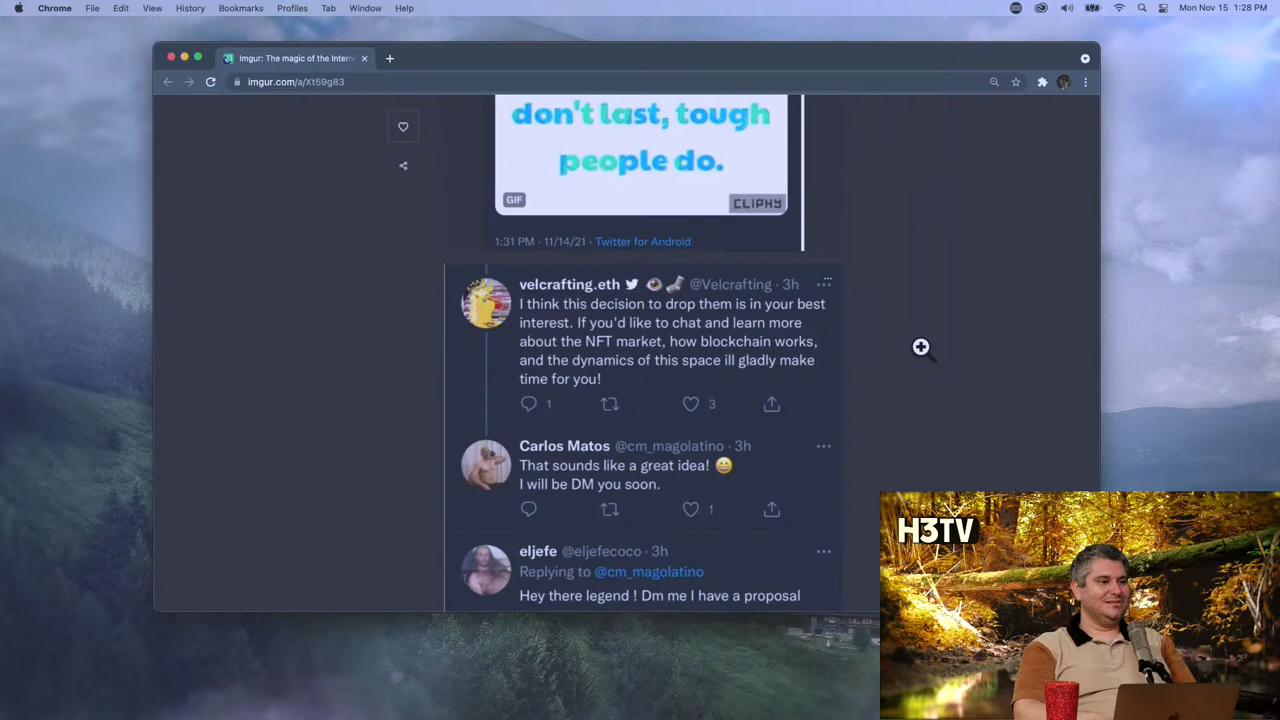 Chrome File Edit View History Bookmarks Profiles Tab Window Help Mon Nov 15 1:28 PM
Imgur: The magic of the Intern
imgur.com/a/Xt59g83
don't last, tough
people do.
GIF
CLIPHY
1:31 PM · 11/14/21 · Twitter for Android
velcrafting.eth @Velcrafting · 3h
I think this decision to drop them is in your best
interest. If you'd like to chat and learn more
about the NFT market, how blockchain works,
and the dynamics of this space ill gladly make
time for you!
1 3
Carlos Matos @cm_magolatino · 3h
That sounds like a great idea! 😀
I will be DM you soon.
1
eljefe @eljefecoco · 3h
Replying to @cm_magolatino
Hey there legend ! Dm me I have a proposal
H3TV